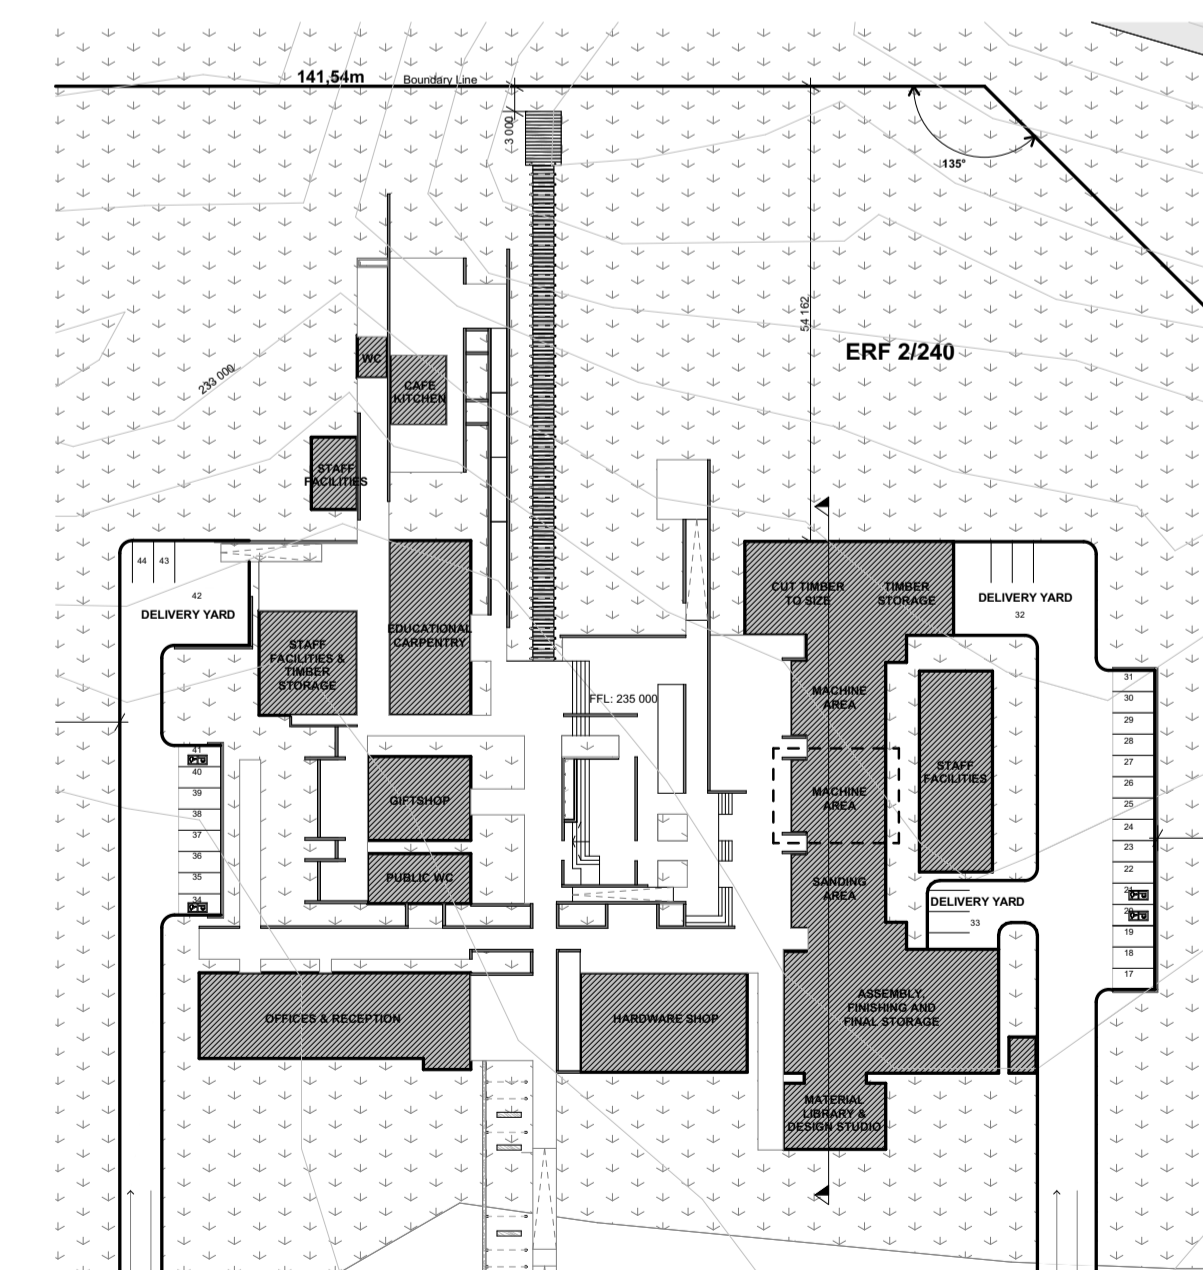 141,54m
Boundary Line
3 000
135°
54 162
ERF 2/240
233 000
WC
CAFE
KITCHEN
STAFF
FACILITIES
44
43
42
DELIVERY YARD
STAFF
FACILITIES &
TIMBER
STORAGE
EDUCATIONAL
CARPENTRY
CUT TIMBER
TO SIZE
TIMBER
STORAGE
DELIVERY YARD
32
FFL: 235 000
MACHINE
AREA
MACHINE
AREA
STAFF
FACILITIES
SANDING
AREA
DELIVERY YARD
33
31
30
29
28
27
26
25
24
23
22
21
20
19
18
17
41
40
39
38
37
36
35
34
GIFTSHOP
PUBLIC WC
OFFICES & RECEPTION
HARDWARE SHOP
ASSEMBLY,
FINISHING AND
FINAL STORAGE
MATERIAL
LIBRARY &
DESIGN STUDIO